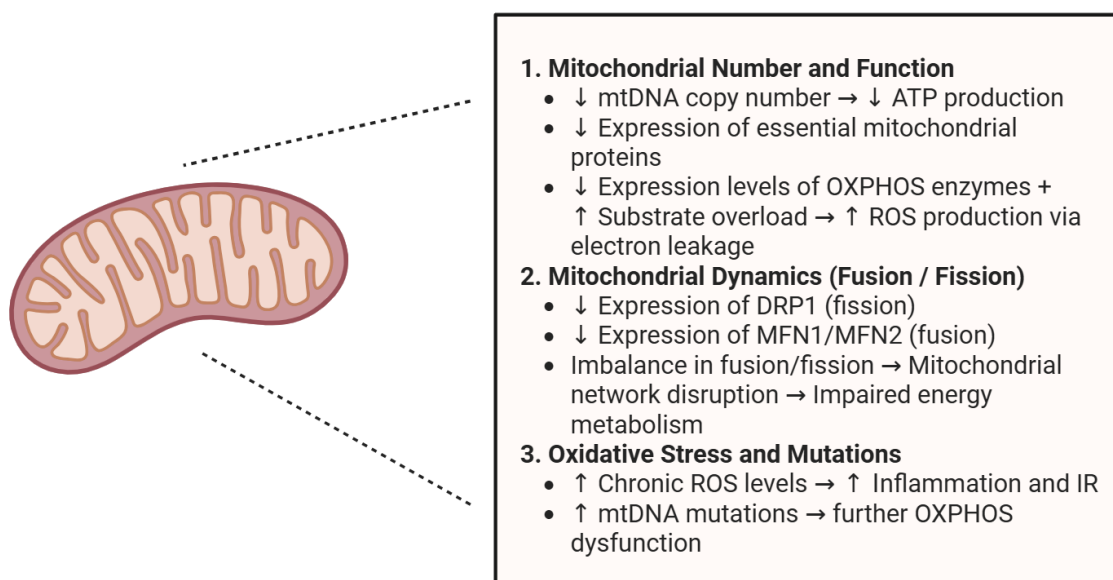 1. Mitochondrial Number and Function
• ↓ mtDNA copy number → ↓ ATP production
• ↓ Expression of essential mitochondrial
proteins
• ↓ Expression levels of OXPHOS enzymes +
↑ Substrate overload → ↑ ROS production via
electron leakage
2. Mitochondrial Dynamics (Fusion / Fission)
• ↓ Expression of DRP1 (fission)
• ↓ Expression of MFN1/MFN2 (fusion)
• Imbalance in fusion/fission → Mitochondrial
network disruption → Impaired energy
metabolism
3. Oxidative Stress and Mutations
• ↑ Chronic ROS levels → ↑ Inflammation and IR
• ↑ mtDNA mutations → further OXPHOS
dysfunction